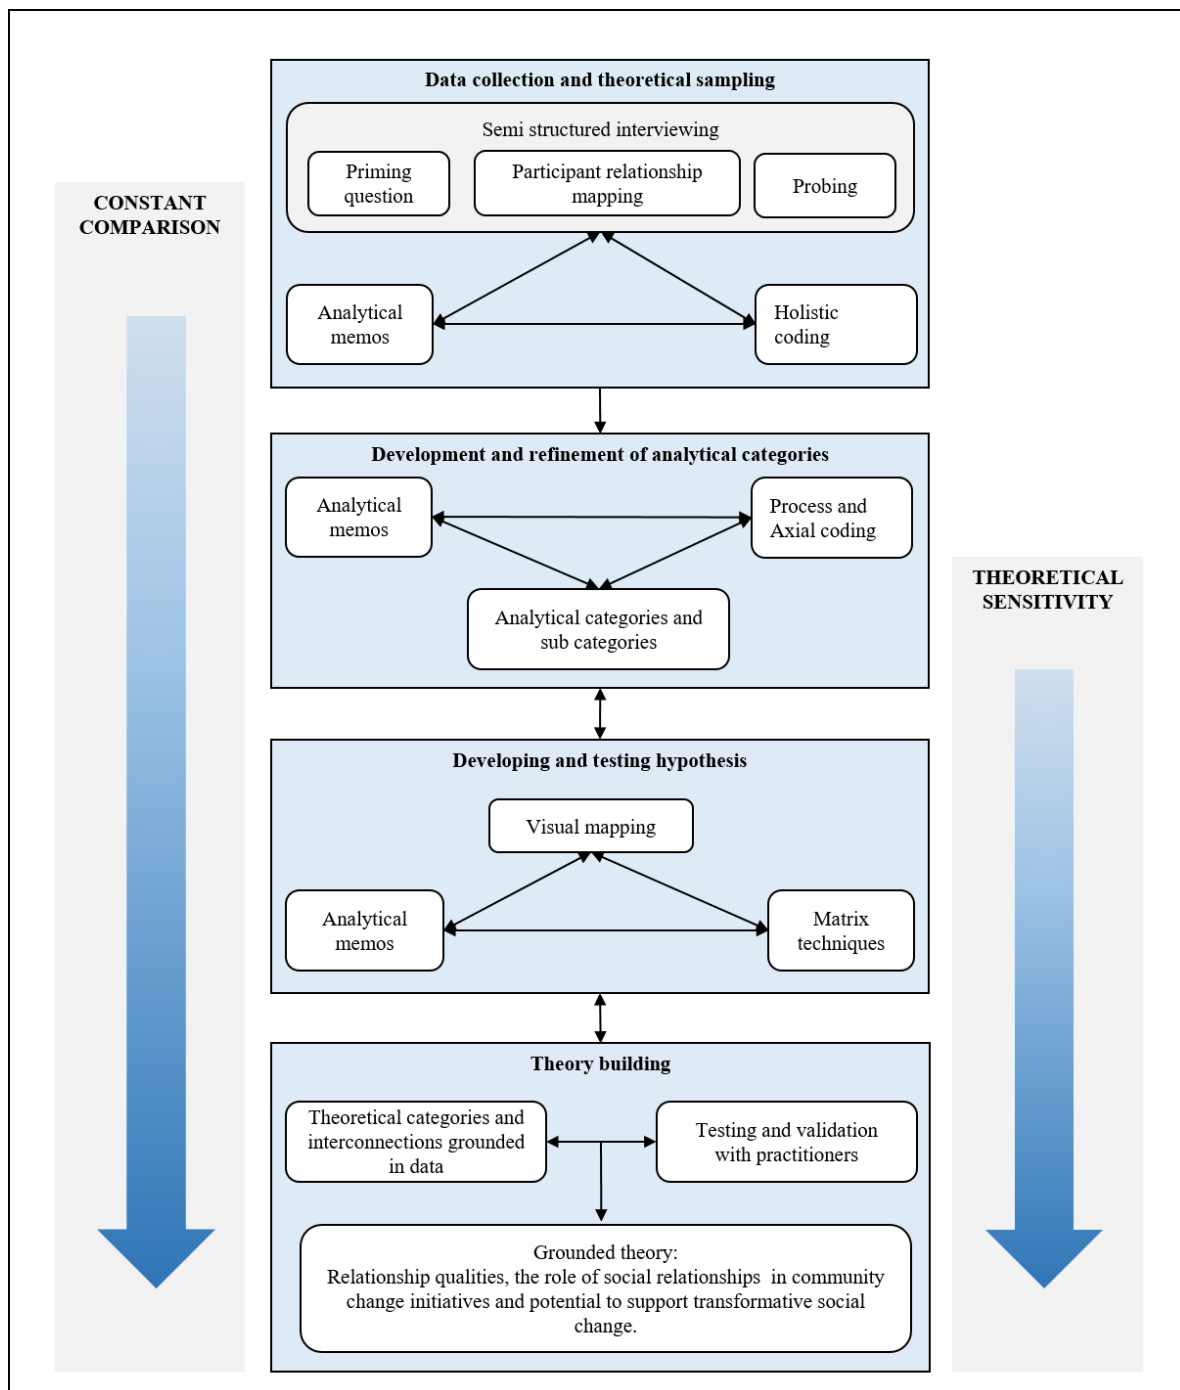 Data collection and theoretical sampling
Semi structured interviewing
Priming
question
Participant relationship
mapping
Probing
CONSTANT
COMPARISON
Analytical
memos
Holistic
coding
Development and refinement of analytical categories
Analytical
memos
Process and
Axial coding
Analytical categories and
sub categories
THEORETICAL
SENSITIVITY
Developing and testing hypothesis
Visual mapping
Analytical
memos
Matrix
techniques
Theory building
Theoretical categories and
interconnections grounded
in data
Testing and validation
with practitioners
Grounded theory:
Relationship qualities, the role of social relationships in community
change initiatives and potential to support transformative social
change.